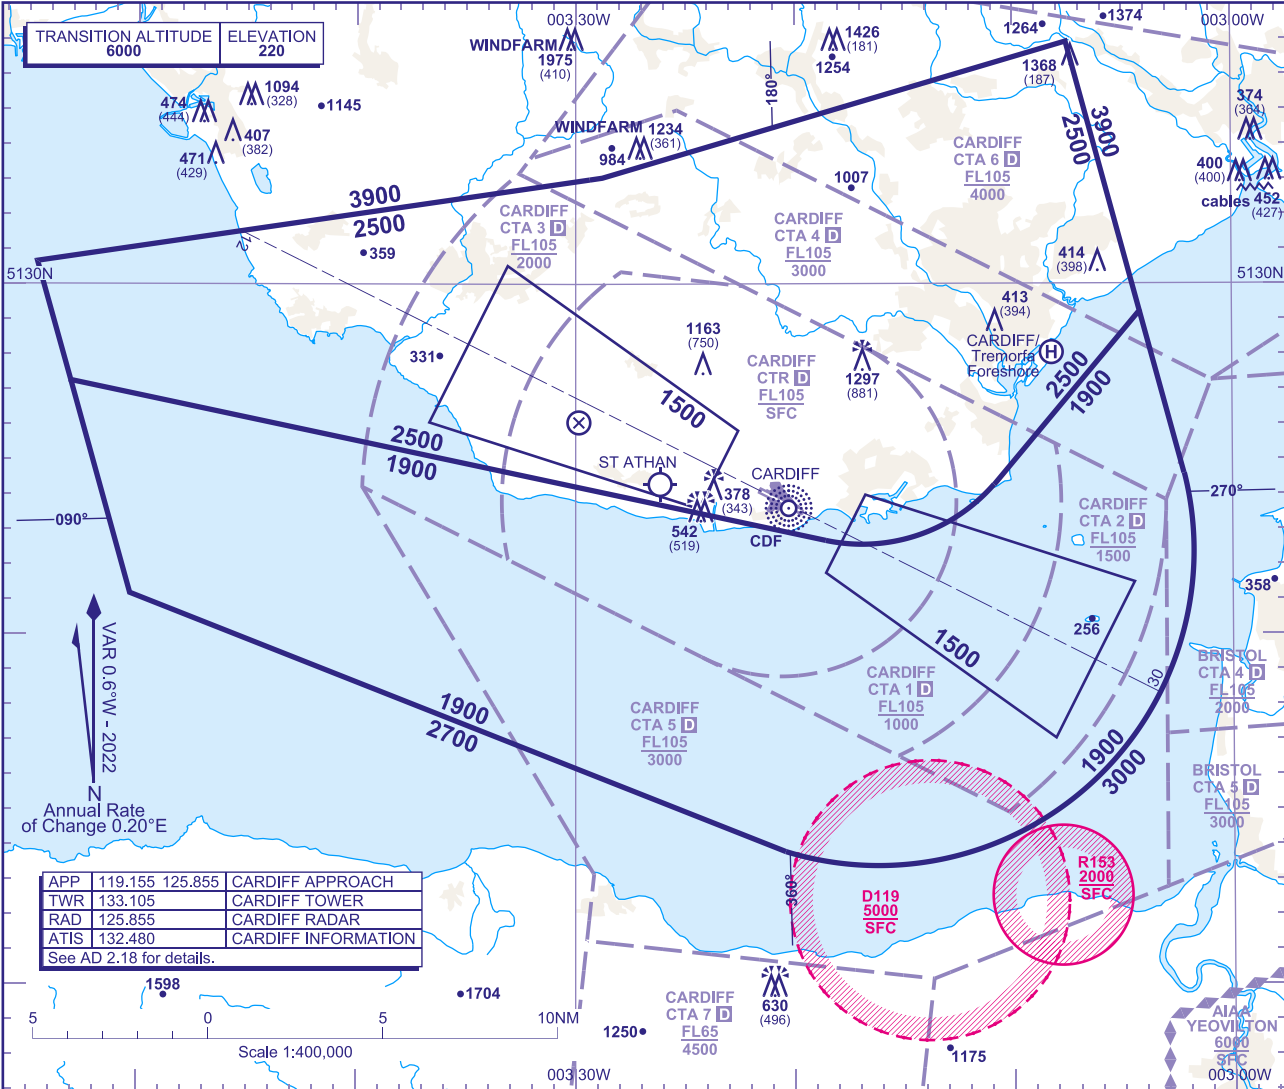 TRANSITION ALTITUDE
6000
ELEVATION
220
003 30W
003 00W
WINDFARM
1975
(410)
1426
(181)
1254
1264
1374
1368
(187)
180°
1094
(328)
1145
474
(444)
407
(382)
471
(429)
WINDFARM
1234
(361)
984
374
(364)
400
(400)
cables
452
(427)
3900
2500
3900
2500
CARDIFF
CTA 6 D
FL105
4000
1007
CARDIFF
CTA 3 D
FL105
2000
CARDIFF
CTA 4 D
FL105
3000
12
359
414
(398)
5130N
5130N
413
(394)
CARDIFF/
Tremorfa
Foreshore
H
331
1163
(750)
CARDIFF
CTR D
FL105
SFC
1297
(881)
1500
2500
1900
2500
1900
ST ATHAN
CARDIFF
378
(343)
542
(519)
CDF
090°
270°
CARDIFF
CTA 2 D
FL105
1500
358
256
1500
30
VAR 0.6°W - 2022
N
Annual Rate
of Change 0.20°E
1900
2700
CARDIFF
CTA 5 D
FL105
3000
CARDIFF
CTA 1 D
FL105
1000
BRISTOL
CTA 4 D
FL105
2000
1900
3000
BRISTOL
CTA 5 D
FL105
3000
360°
D119
5000
SFC
R153
2000
SFC
APP 119.155 125.855 CARDIFF APPROACH
TWR 133.105 CARDIFF TOWER
RAD 125.855 CARDIFF RADAR
ATIS 132.480 CARDIFF INFORMATION
See AD 2.18 for details.
1598
1704
5 0 5 10NM
Scale 1:400,000
CARDIFF
CTA 7 D
FL65
4500
1250
630
(496)
1175
AIAA
YEOVILTON
6000
SFC
003 30W
003 00W